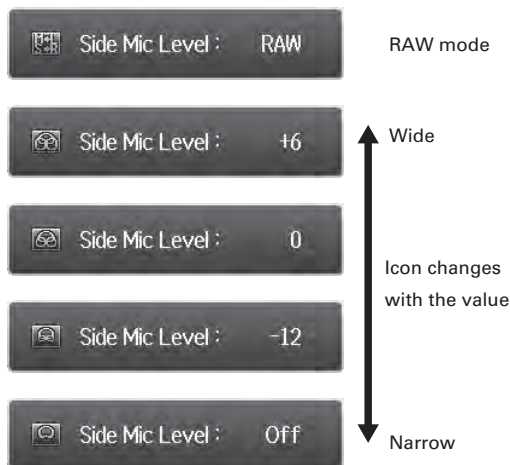 Side Mic Level : RAW RAW mode
Side Mic Level : +6 Wide
Side Mic Level : 0
Icon changes
with the value
Side Mic Level : -12
Side Mic Level : Off Narrow